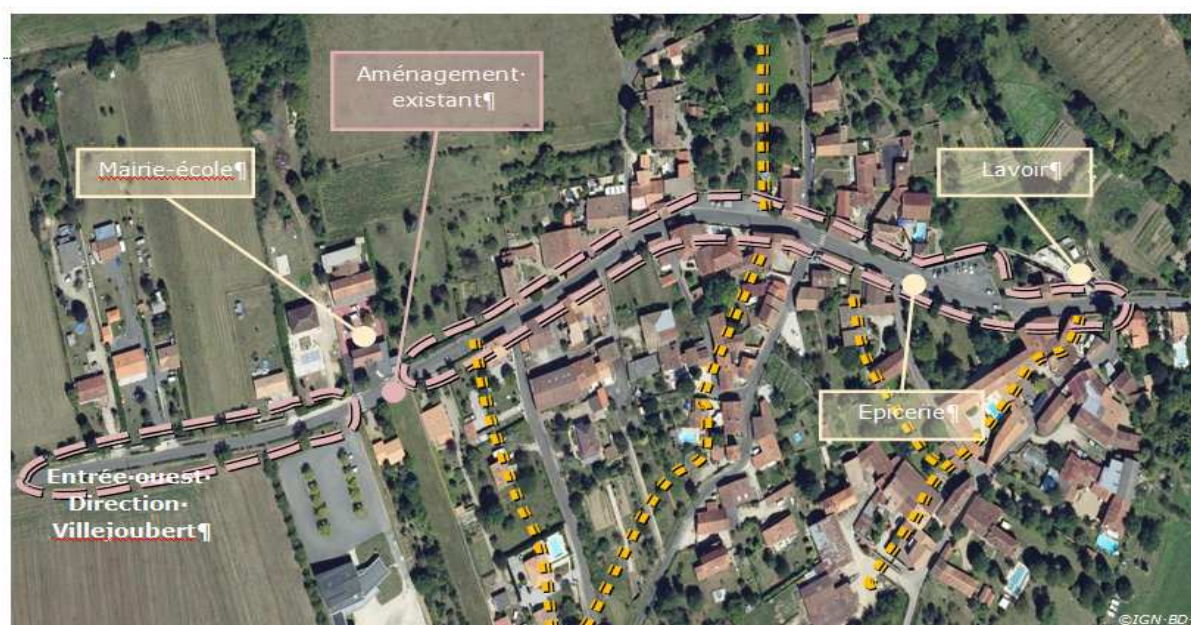 Aménagement·
existant¶
Mairie-école¶
Lavoir¶
Epicerie¶
Entrée·ouest·
Direction·
Villejoubert¶
©IGN·BD